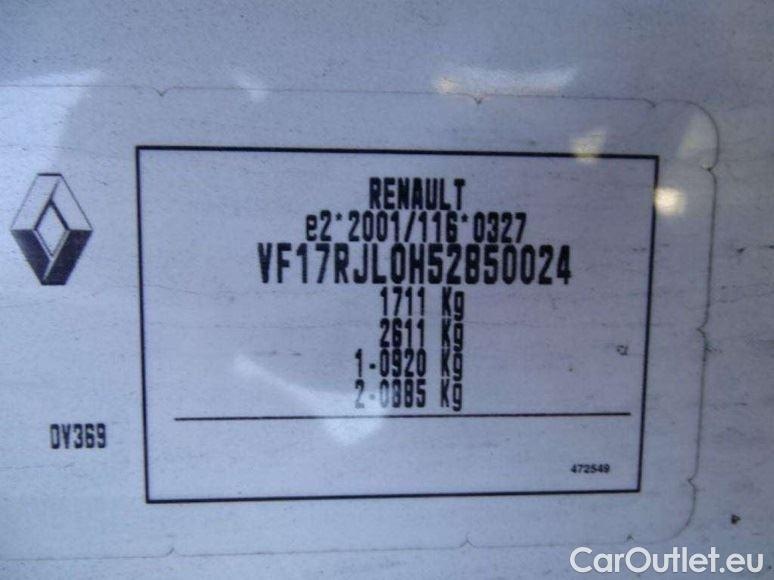 RENAULT
e2*2001/116*0327
VF17RJL0H52850024
1711 Kg
2611 Kg
1-0920 Kg
2-0885 Kg
DV369
472549
CarOutlet.eu